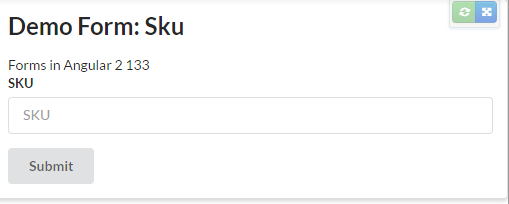 Demo Form: Sku
Forms in Angular 2 133
SKU
SKU
Submit